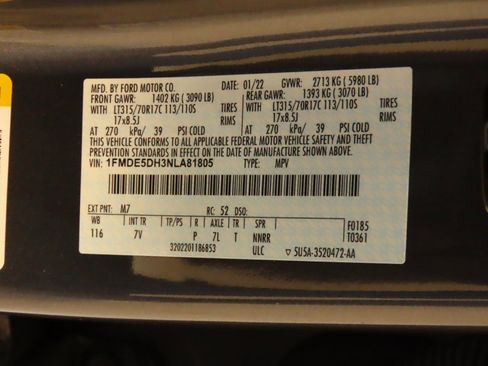 MFD. BY FORD MOTOR CO. 01/22 GVWR: 2713 KG ( 5980 LB)
FRONT GAWR: 1402 KG ( 3090 LB) REAR GAWR: 1393 KG ( 3070 LB)
WITH LT315/70R17C 113/110S TIRES WITH LT315/70R17C 113/110S TIRES
17x8.5J RIMS 17x8.5J RIMS
AT 270 kPa/ 39 PSI COLD AT 270 kPa/ 39 PSI COLD
THIS VEHICLE CONFORMS TO ALL APPLICABLE FEDERAL MOTOR VEHICLE SAFETY AND THEFT
PREVENTION STANDARDS IN EFFECT ON THE DATE OF MANUFACTURE SHOWN ABOVE.
VIN: 1FMDE5DH3NLA81805 TYPE: MPV
EXT PNT: M7 RC: 52 DSO:
WB INT TR TP/PS R AXLE TR SPR F0185
116 7V P 7L T NNRR T0361
3202201186853 ULC 5USA-3520472-AA